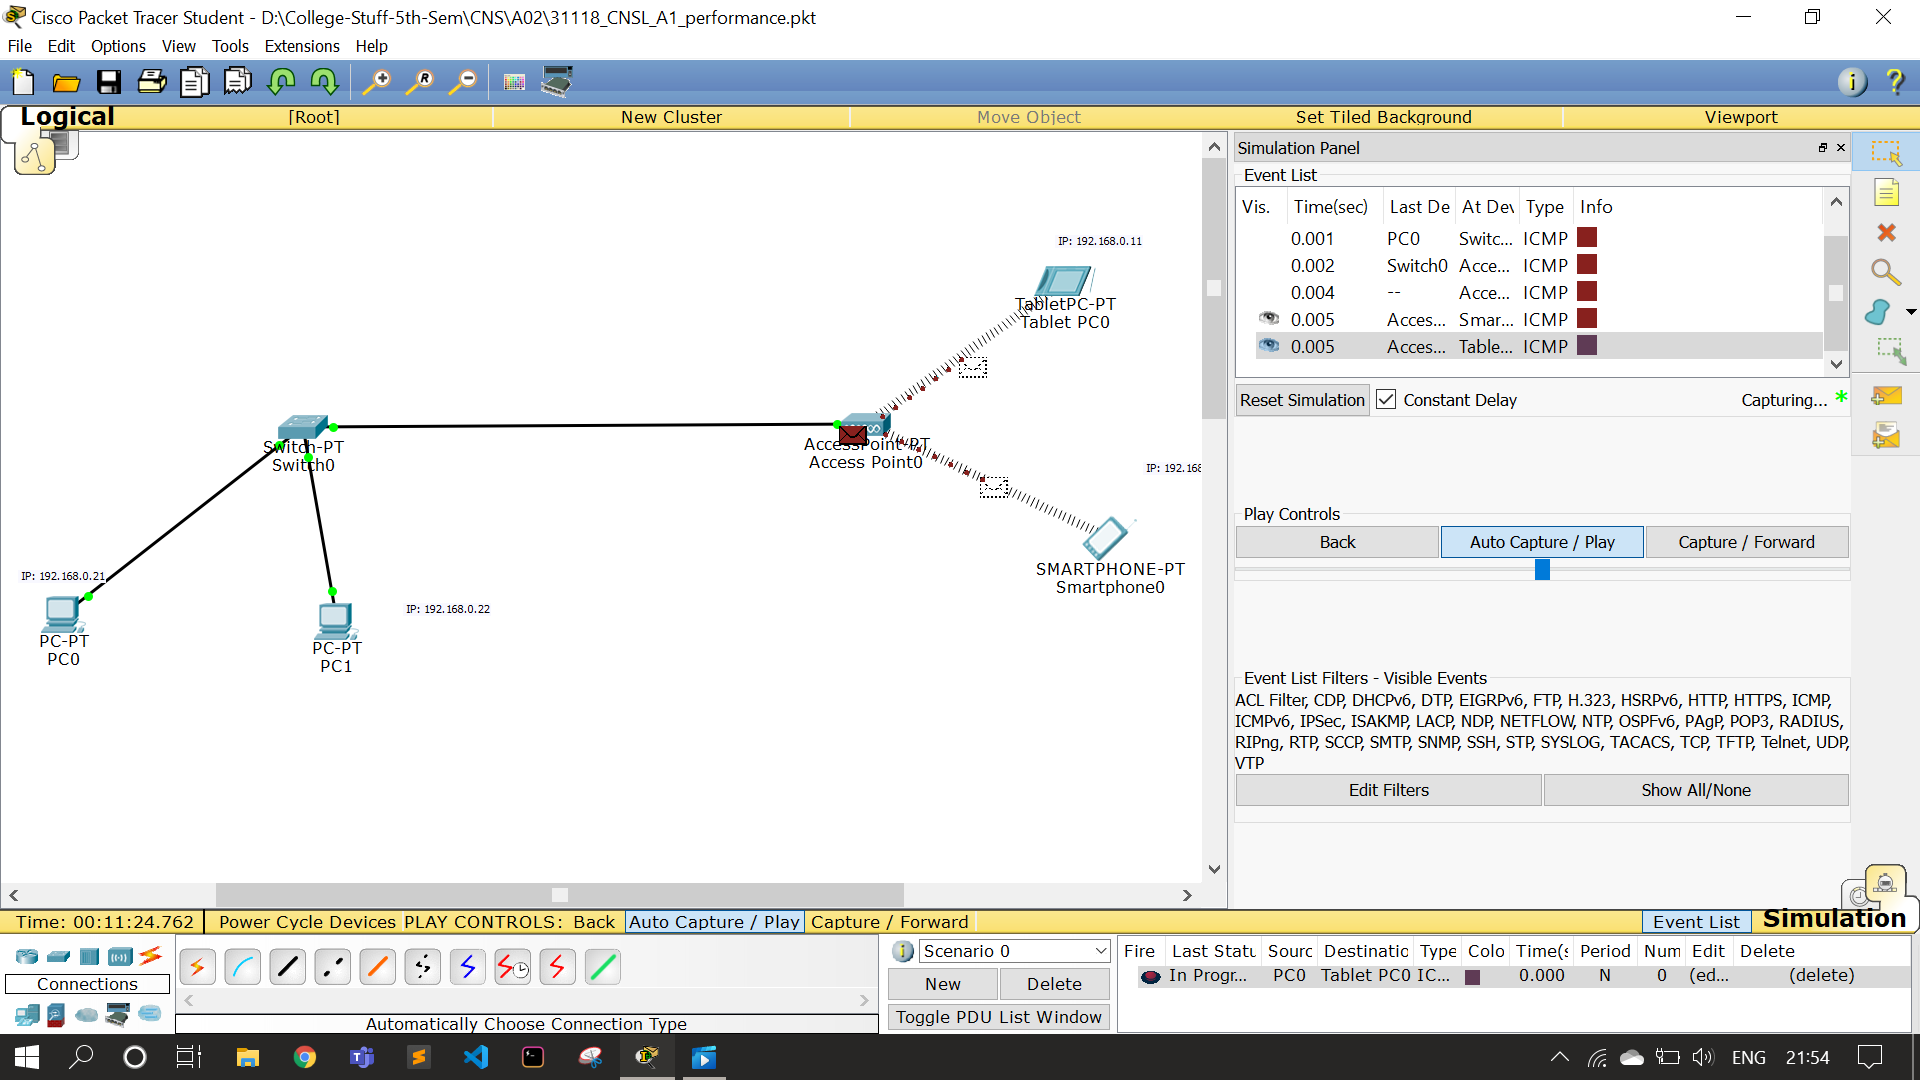 Cisco Packet Tracer Student - D:\College-Stuff-5th-Sem\CNS\A02\31118_CNSL_A1_performance.pkt
File Edit Options View Tools Extensions Help
Logical [Root] New Cluster Move Object Set Tiled Background Viewport
Simulation Panel
Event List
Vis. Time(sec) Last De At Dev Type Info
0.001 PC0 Switc... ICMP
0.002 Switch0 Acce... ICMP
0.004 -- Acce... ICMP
0.005 Acces... Smar... ICMP
0.005 Acces... Table... ICMP
Reset Simulation Constant Delay Capturing... *
Play Controls
Back Auto Capture / Play Capture / Forward
Event List Filters - Visible Events
ACL Filter, CDP, DHCPv6, DTP, EIGRPv6, FTP, H.323, HSRPv6, HTTP, HTTPS, ICMP,
ICMPv6, IPSec, ISAKMP, LACP, NDP, NETFLOW, NTP, OSPFv6, PAgP, POP3, RADIUS,
RIPng, RTP, SCCP, SMTP, SNMP, SSH, STP, SYSLOG, TACACS, TCP, TFTP, Telnet, UDP,
VTP
Edit Filters Show All/None
IP: 192.168.0.11
TabletPC-PT
Tablet PC0
Switch-PT
Switch0
AccessPoint-PT
Access Point0
IP: 192.168
SMARTPHONE-PT
Smartphone0
IP: 192.168.0.21
PC-PT
PC0
IP: 192.168.0.22
PC-PT
PC1
Time: 00:11:24.762 Power Cycle Devices PLAY CONTROLS: Back Auto Capture / Play Capture / Forward Event List Simulation
Connections
Automatically Choose Connection Type
Scenario 0
New Delete
Toggle PDU List Window
Fire Last Statu Sourc Destinatio Type Colo Time(s Period Num Edit Delete
In Progr... PC0 Tablet PC0 IC... 0.000 N 0 (ed... (delete)
ENG 21:54